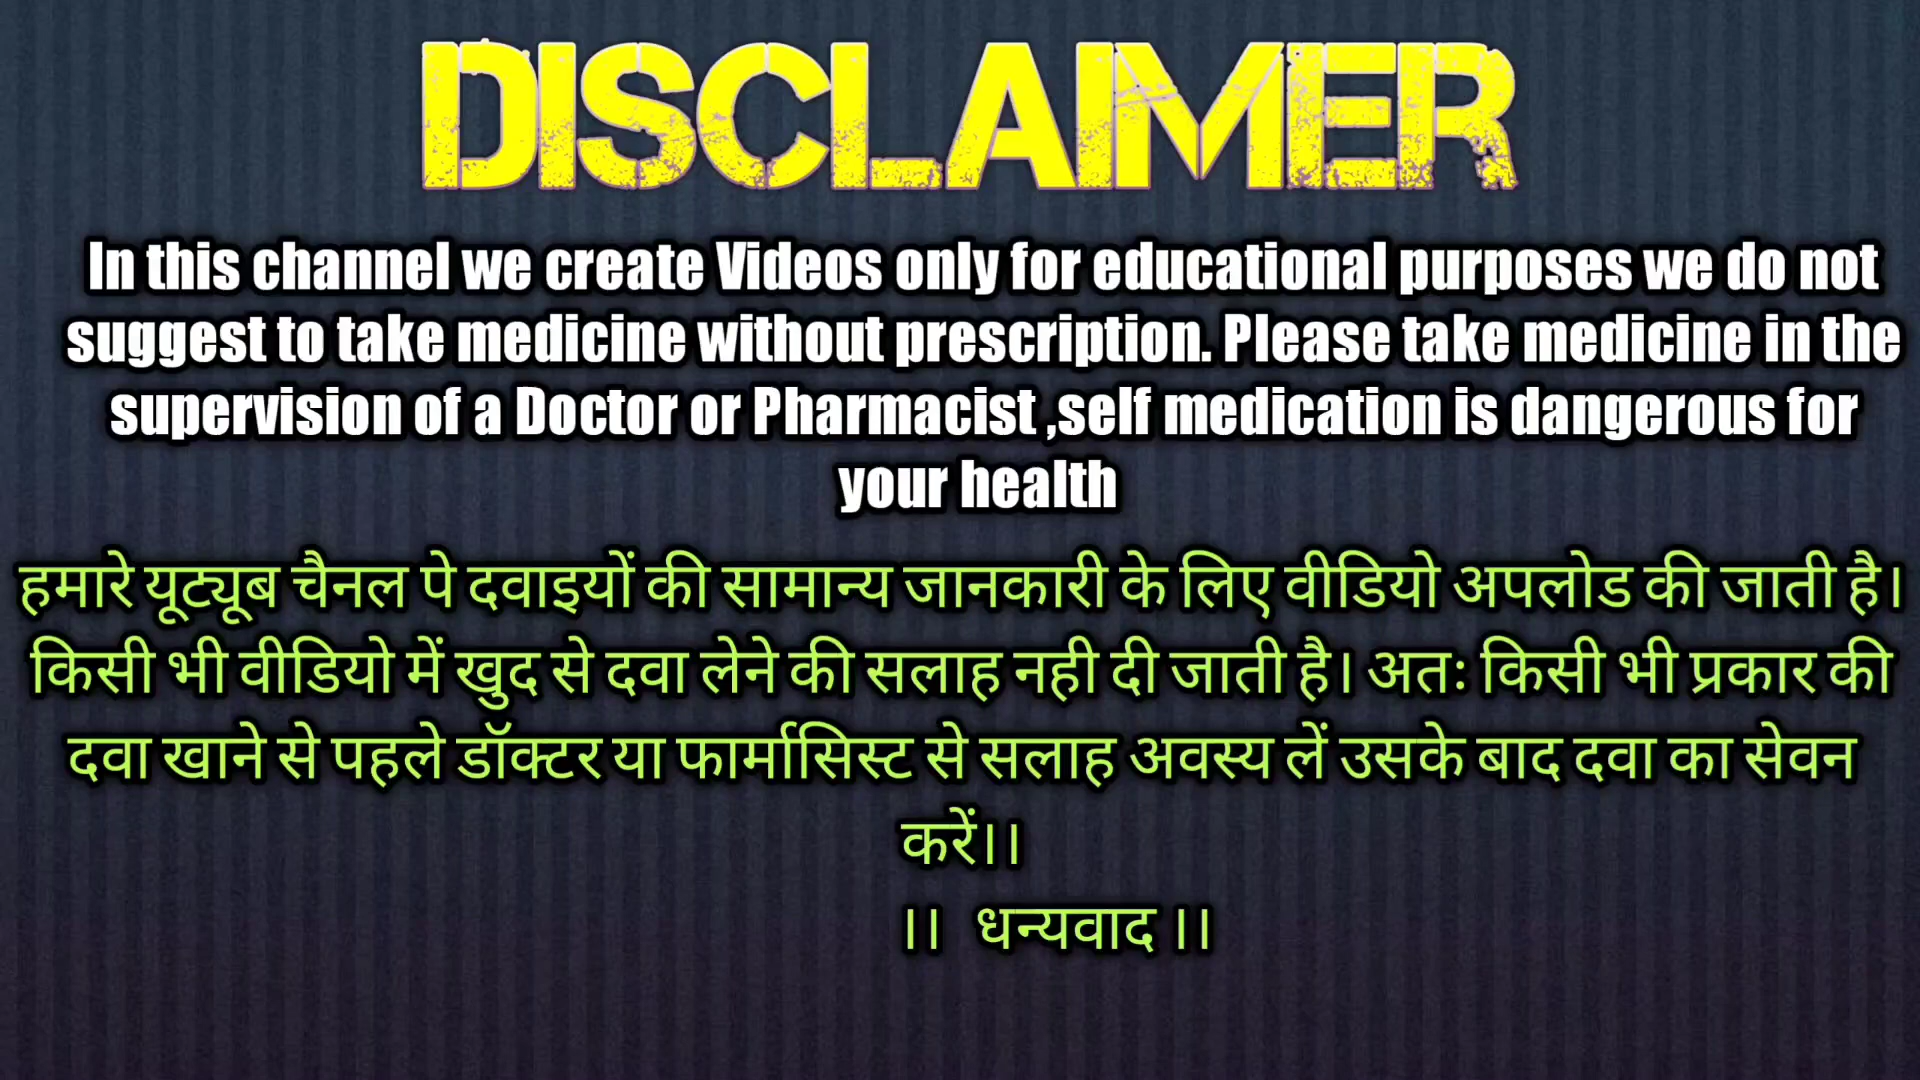 DISCLAIMER
In this channel we create Videos only for educational purposes we do not
suggest to take medicine without prescription. Please take medicine in the
supervision of a Doctor or Pharmacist ,self medication is dangerous for
your health
हमारे यूट्यूब चैनल पे दवाइयों की सामान्य जानकारी के लिए वीडियो अपलोड की जाती है।
किसी भी वीडियो में खुद से दवा लेने की सलाह नही दी जाती है। अतः किसी भी प्रकार की
दवा खाने से पहले डॉक्टर या फार्मासिस्ट से सलाह अवस्य लें उसके बाद दवा का सेवन
करें।।
।। धन्यवाद ।।